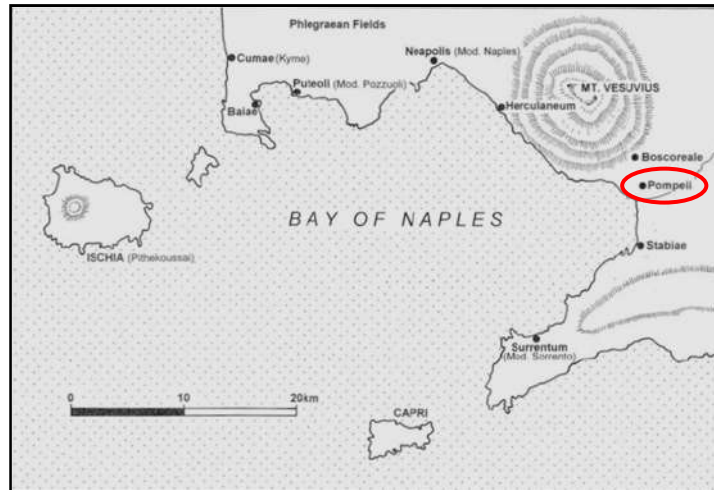 Phlegraean Fields
Cumae (Kyme)
Neapolis (Mod. Naples)
Puteoli (Mod. Pozzuoli)
MT. VESUVIUS
Baiae
Herculaneum
Boscoreale
Pompeii
BAY OF NAPLES
Stabiae
ISCHIA (Pithekoussai)
Surrentum
(Mod. Sorrento)
0 10 20km
CAPRI